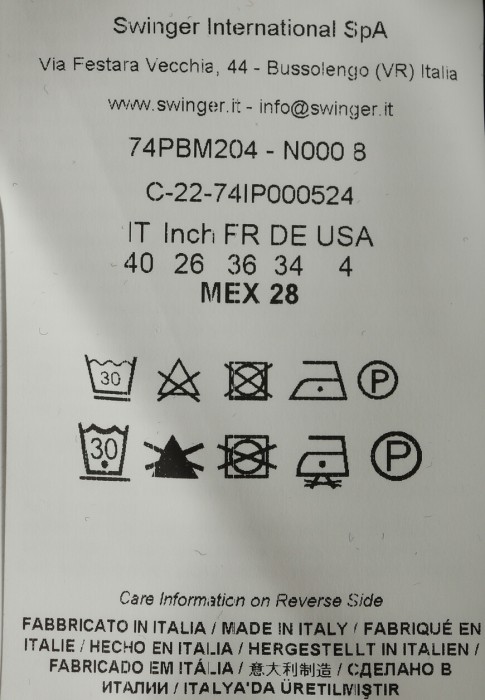 Swinger International SpA
Via Festara Vecchia, 44 - Bussolengo (VR) Italia
www.swinger.it - info@swinger.it
74PBM204 - N000 8
C-22-74IP000524
IT Inch FR DE USA
40 26 36 34 4
MEX 28
30 P
30 P
Care Information on Reverse Side
FABBRICATO IN ITALIA / MADE IN ITALY / FABRIQUÉ EN
ITALIE / HECHO EN ITALIA / HERGESTELLT IN ITALIEN /
FABRICADO EM ITÁLIA / 意大利制造 / СДЕЛАНО В
ИТАЛИИ / ITALYA'DA ÜRETILMIŞTIR